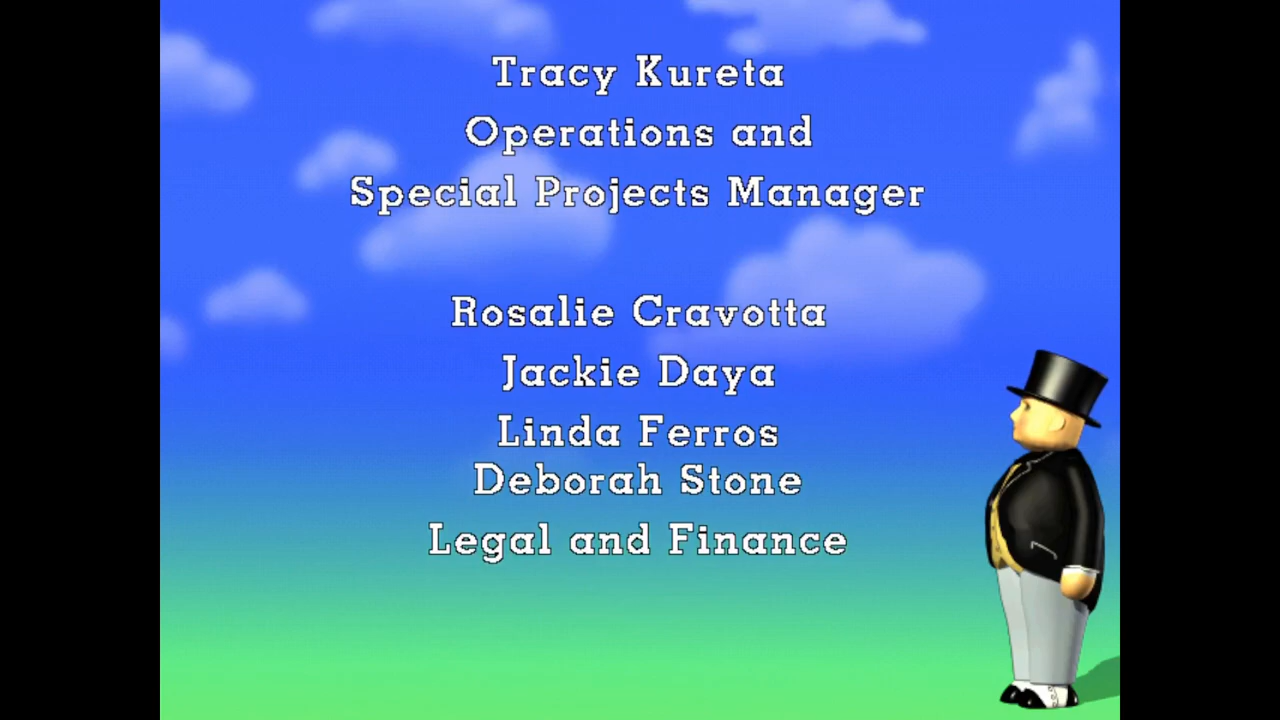 Tracy Kureta
Operations and
Special Projects Manager
Rosalie Cravotta
Jackie Daya
Linda Ferros
Deborah Stone
Legal and Finance